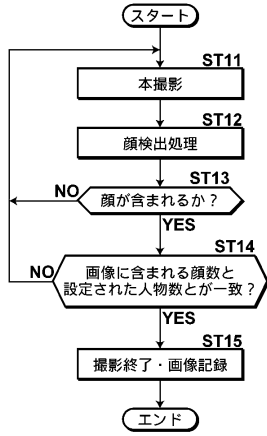 スタート
ST11
本撮影
ST12
顔検出処理
ST13
NO
顔が含まれるか？
YES
ST14
NO
画像に含まれる顔数と
設定された人物数とが一致？
YES
ST15
撮影終了・画像記録
エンド